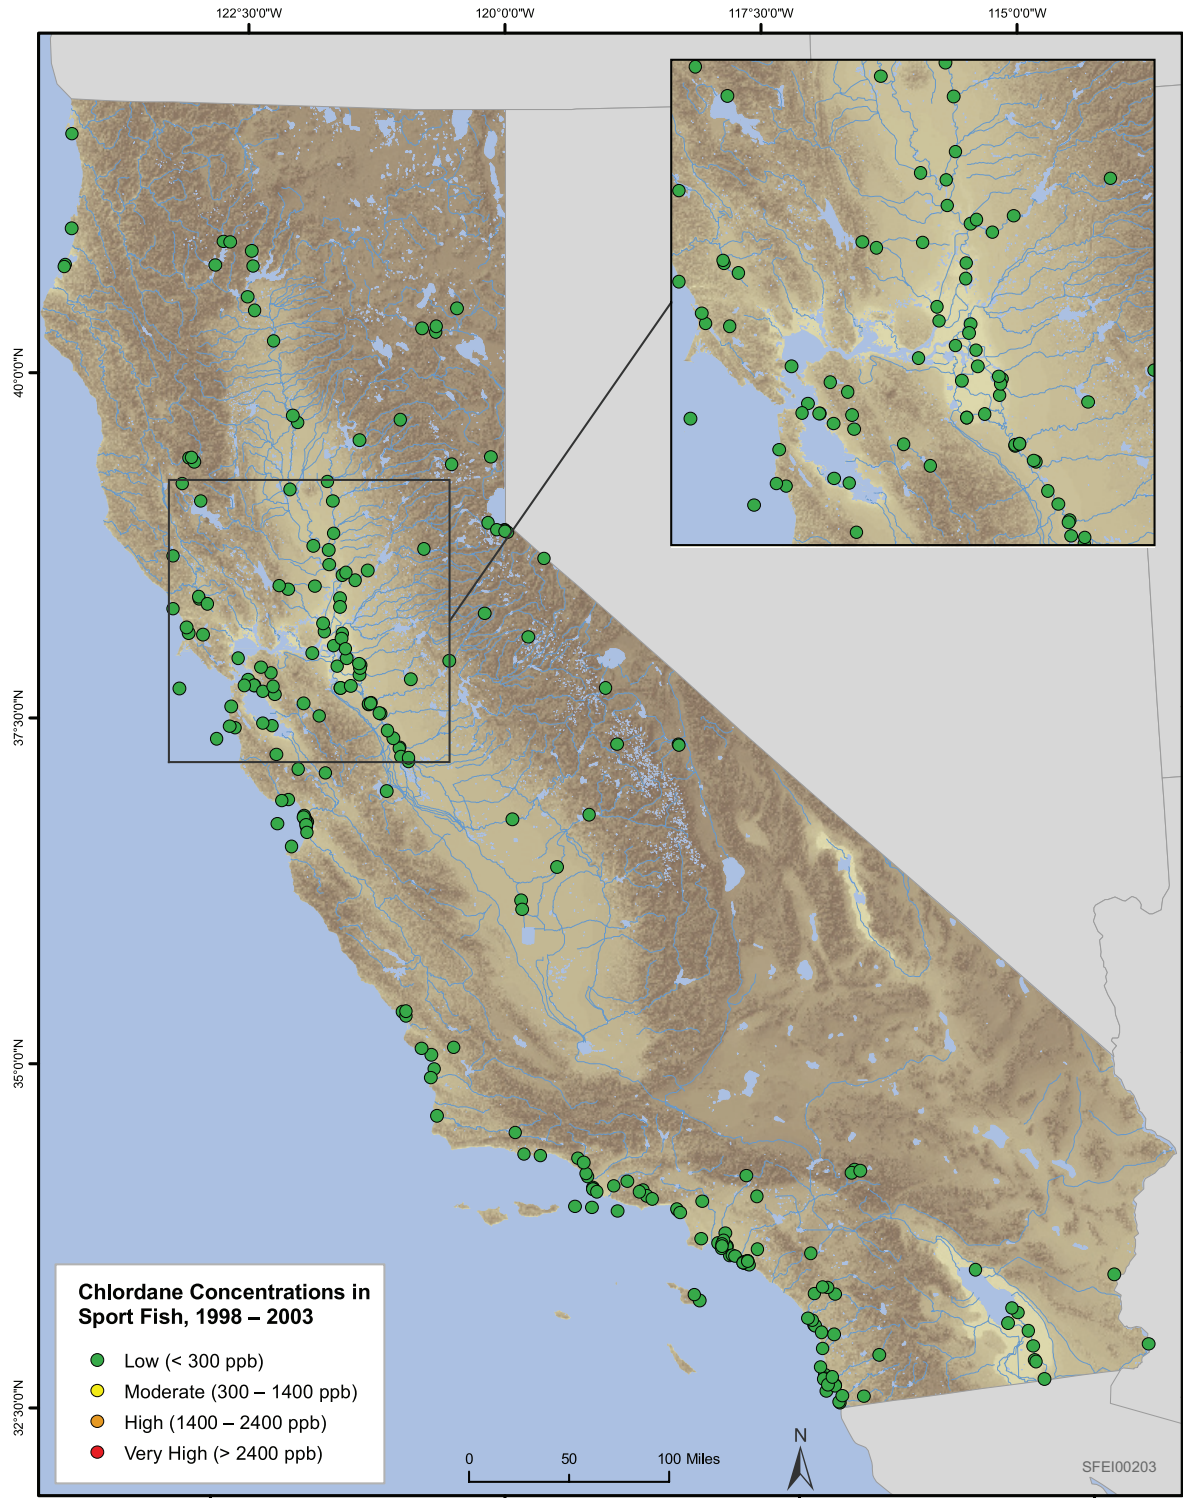 122°30'0"W
120°0'0"W
117°30'0"W
115°0'0"W
40°0'0"N
37°30'0"N
35°0'0"N
32°30'0"N
Chlordane Concentrations in
Sport Fish, 1998 – 2003
Low (< 300 ppb)
Moderate (300 – 1400 ppb)
High (1400 – 2400 ppb)
Very High (> 2400 ppb)
0 50 100 Miles
N
SFEI00203